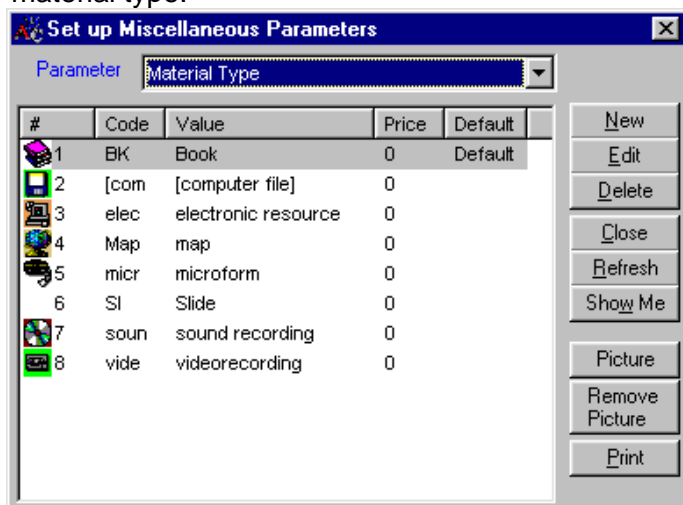 material type.
Set up Miscellaneous Parameters
Parameter Material Type
# Code Value Price Default
1 BK Book 0 Default
2 [com [computer file] 0
3 elec electronic resource 0
4 Map map 0
5 micr microform 0
6 Sl Slide 0
7 soun sound recording 0
8 vide videorecording 0
New
Edit
Delete
Close
Refresh
Show Me
Picture
Remove
Picture
Print